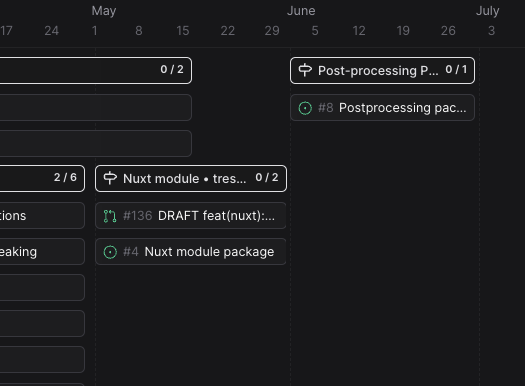 May June July
17 24 1 8 15 22 29 5 12 19 26 3
0 / 2 Post-processing P... 0 / 1
#8 Postprocessing pac...
2 / 6 Nuxt module • tres... 0 / 2
tions #136 DRAFT feat(nuxt):...
eaking #4 Nuxt module package